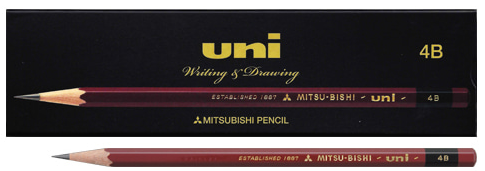 uni
4B
Writing & Drawing
ESTABLISHED 1887 MITSU-BISHI - uni - 4B
MITSUBISHI PENCIL
ESTABLISHED 1887 MITSU-BISHI - uni - 4B